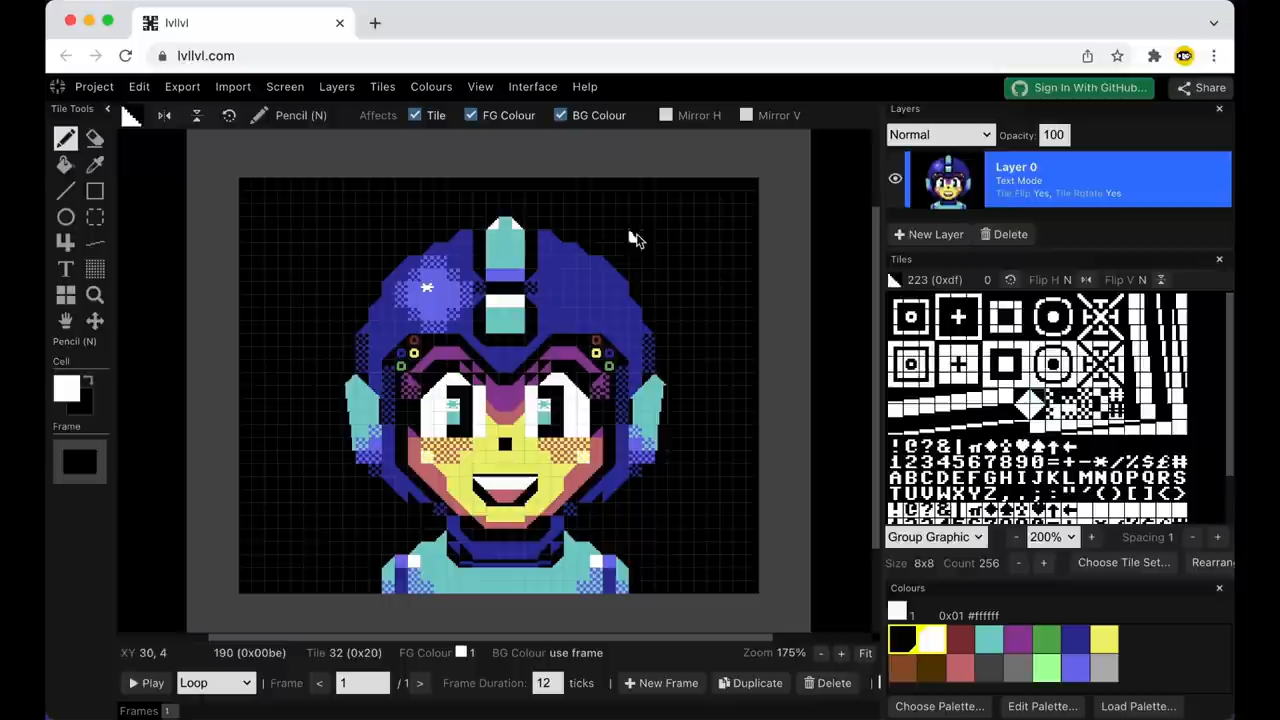 lvllvl
lvllvl.com
Project Edit Export Import Screen Layers Tiles Colours View Interface Help Sign In With GitHub... Share
Tile Tools
Pencil (N) Affects Tile FG Colour BG Colour Mirror H Mirror V
Layers
Normal Opacity: 100
Layer 0
Text Mode
Tile Flip Yes, Tile Rotate Yes
New Layer Delete
Tiles
223 (0xdf) 0 Flip H N Flip V N
Pencil (N)
Cell
Frame
!@?&|π♦♣♥♠↑←
1234567890=+-*/%$£#
ABCDEFGHIJKLMNOPQRS
TUVWXYZ,.;:"'()[]<>
Group Graphic - 200% + Spacing 1 - +
Size 8x8 Count 256 - + Choose Tile Set... Rearran
Colours
1 0x01 #ffffff
XY 30, 4 190 (0x00be) Tile 32 (0x20) FG Colour 1 BG Colour use frame Zoom 175% - + Fit
Play Loop Frame < 1 / 1 > Frame Duration: 12 ticks New Frame Duplicate Delete
Choose Palette... Edit Palette... Load Palette...
Frames 1